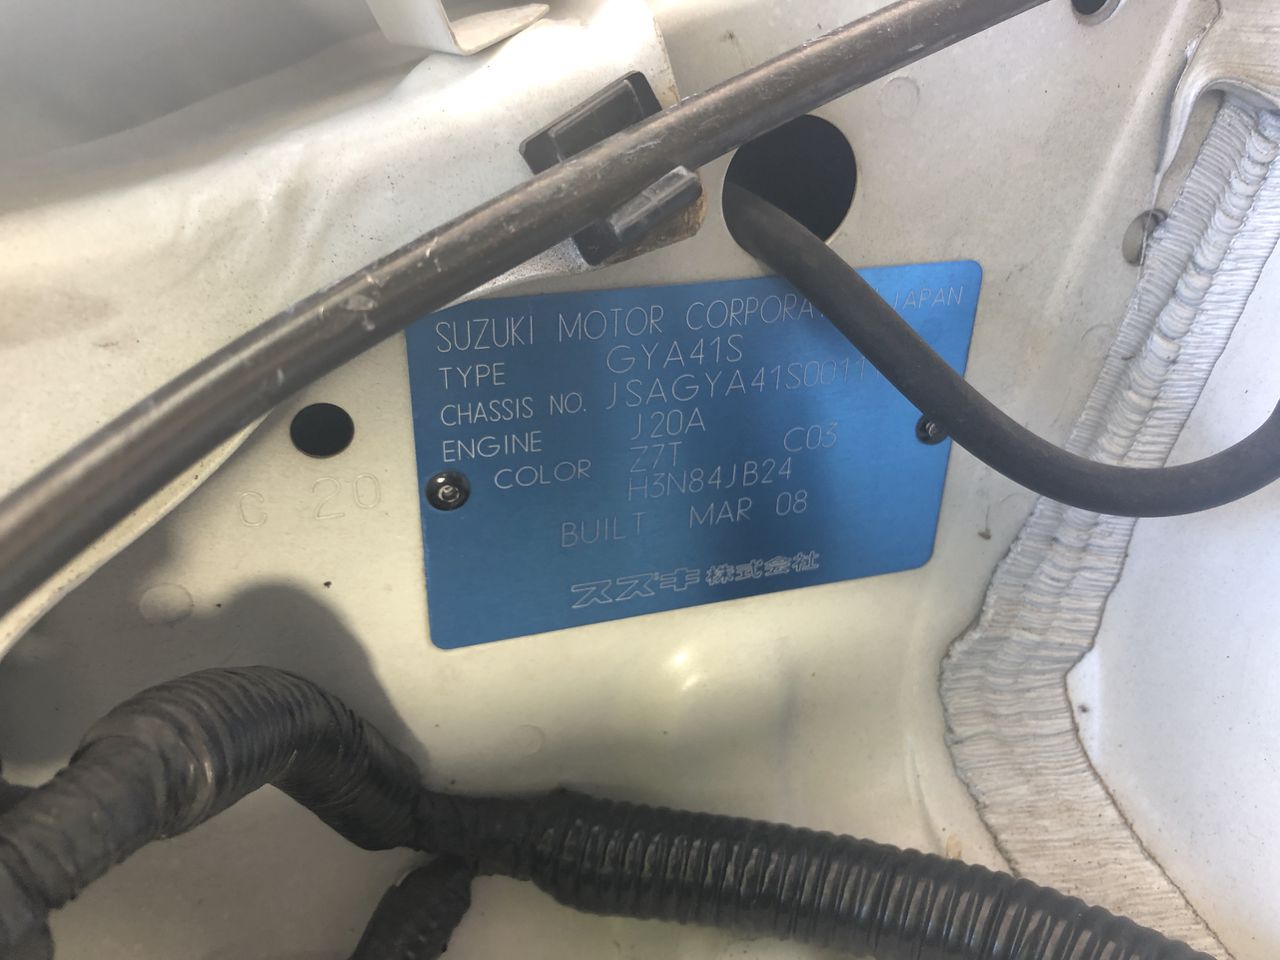 SUZUKI MOTOR CORPORA JAPAN
TYPE GYA41S
CHASSIS NO. JSAGYA41S0011
ENGINE J20A
COLOR Z7T C03
H3N84JB24
BUILT MAR 08
スズキ株式会社
C 20